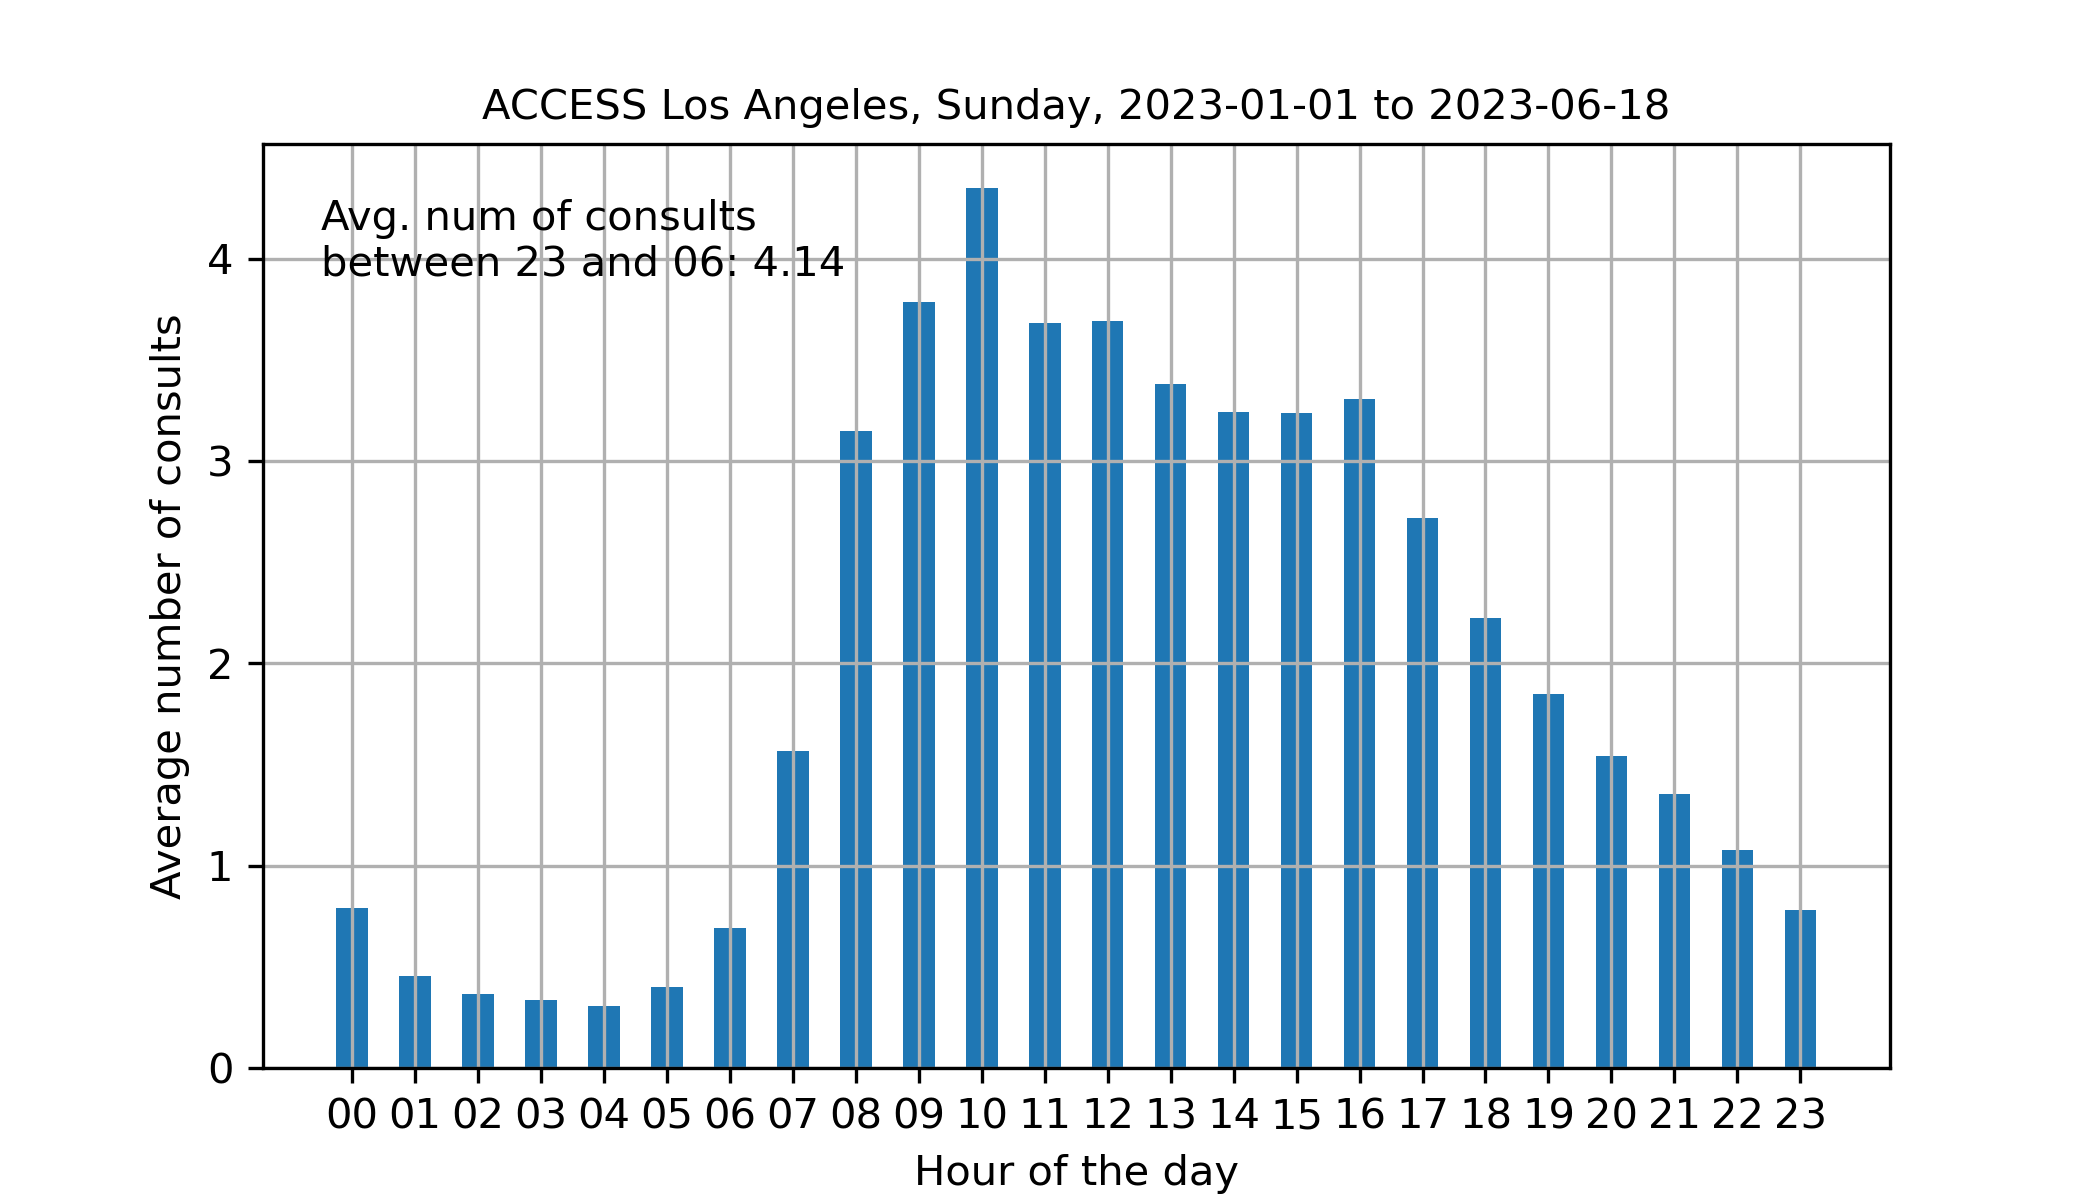 ACCESS Los Angeles, Sunday, 2023-01-01 to 2023-06-18
Avg. num of consults
between 23 and 06: 4.14
Average number of consults
4
3
2
1
0
00 01 02 03 04 05 06 07 08 09 10 11 12 13 14 15 16 17 18 19 20 21 22 23
Hour of the day